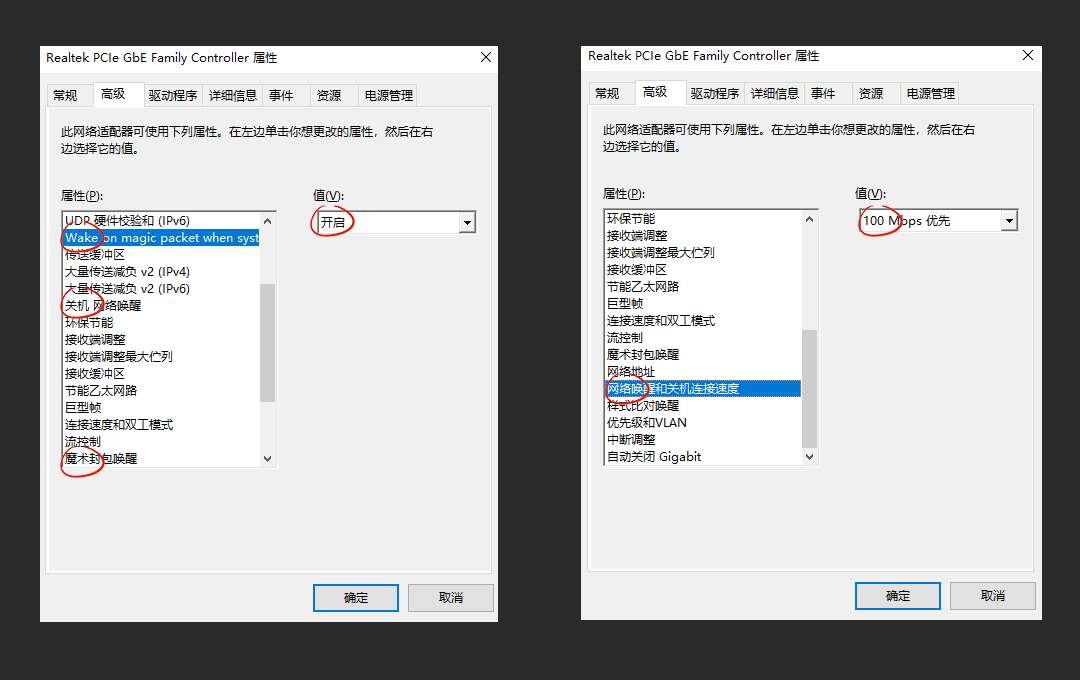 Realtek PCIe GbE Family Controller 属性
常规 高级 驱动程序 详细信息 事件 资源 电源管理
此网络适配器可使用下列属性。在左边单击你想更改的属性，然后在右
边选择它的值。
属性(P):
值(V):
UDP 硬件校验和 (IPv6)
Wake on magic packet when syst
传送缓冲区
大量传送减负 v2 (IPv4)
大量传送减负 v2 (IPv6)
关机 网络唤醒
环保节能
接收端调整
接收端调整最大伫列
接收缓冲区
节能乙太网路
巨型帧
连接速度和双工模式
流控制
魔术封包唤醒
开启
确定
取消
Realtek PCIe GbE Family Controller 属性
常规 高级 驱动程序 详细信息 事件 资源 电源管理
此网络适配器可使用下列属性。在左边单击你想更改的属性，然后在右
边选择它的值。
属性(P):
值(V):
环保节能
接收端调整
接收端调整最大伫列
接收缓冲区
节能乙太网路
巨型帧
连接速度和双工模式
流控制
魔术封包唤醒
网络地址
网络唤醒和关机连接速度
样式比对唤醒
优先级和VLAN
中断调整
自动关闭 Gigabit
100 Mbps 优先
确定
取消